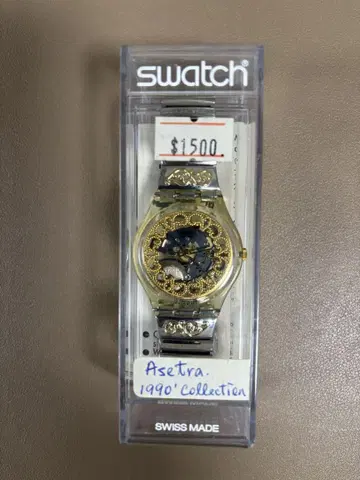 swatch
$1500
Asetra.
1990' Collection
SWISS MADE